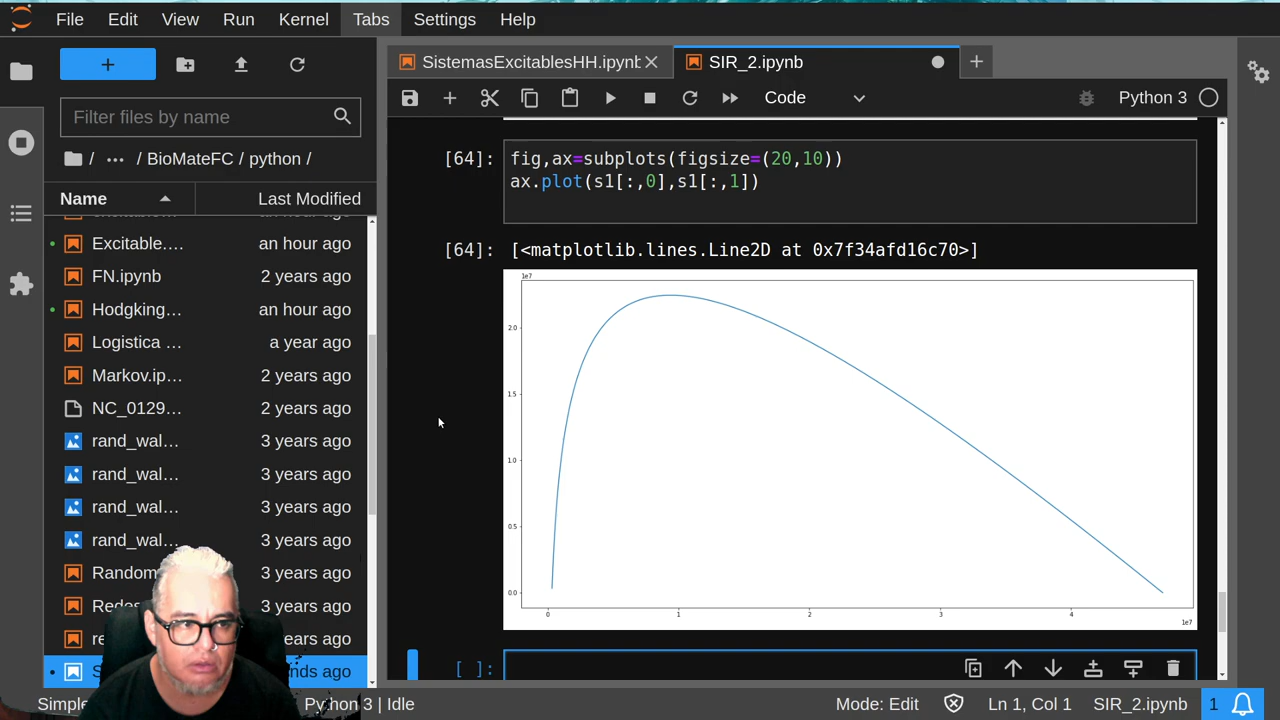 File Edit View Run Kernel Tabs Settings Help
SistemasExcitablesHH.ipynb
SIR_2.ipynb
Filter files by name
Code
Python 3
/ ... / BioMateFC / python /
Name Last Modified
Excitable.... an hour ago
FN.ipynb 2 years ago
Hodgking... an hour ago
Logistica ... a year ago
Markov.ip... 2 years ago
NC_0129... 2 years ago
rand_wal... 3 years ago
rand_wal... 3 years ago
rand_wal... 3 years ago
rand_wal... 3 years ago
Random 3 years ago
3 years ago
re ears ago
S nds ago
[64]: fig,ax=subplots(figsize=(20,10))
ax.plot(s1[:,0],s1[:,1])
[64]: [<matplotlib.lines.Line2D at 0x7f34afd16c70>]
1e7
2.0
1.5
1.0
0.5
0.0
0 1 2 3 4
1e7
[ ]:
Simple Python 3 | Idle Mode: Edit Ln 1, Col 1 SIR_2.ipynb 1